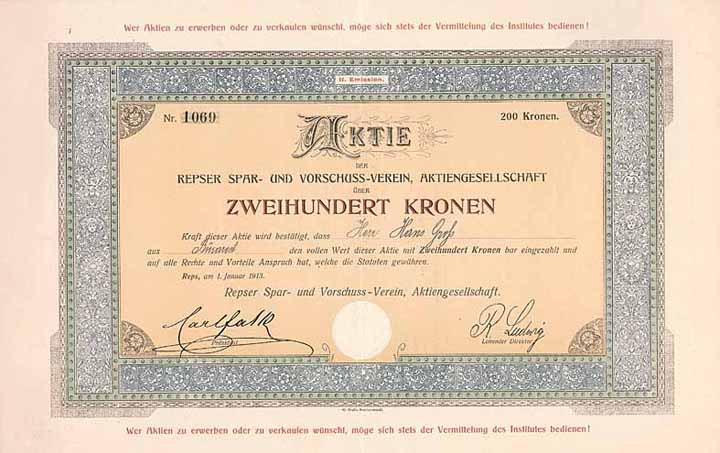 Wer Aktien zu erwerben oder zu verkaufen wünscht, möge sich stets der Vermittelung des Institutes bedienen!
II. Emission.
Nr. 1069
200 Kronen.
AKTIE
DER
REPSER SPAR- UND VORSCHUSS-VEREIN, AKTIENGESELLSCHAFT
ÜBER
ZWEIHUNDERT KRONEN
Kraft dieser Aktie wird bestätigt, dass Herr Hans Groß
aus den vollen Wert dieser Aktie mit Zweihundert Kronen bar eingezahlt und
auf alle Rechte und Vorteile Anspruch hat, welche die Statuten gewähren.
Reps, am 1. Januar 1913.
Repser Spar- und Vorschuss-Verein, Aktiengesellschaft.
R Ludwig
Präsident
Leitender Director
Wer Aktien zu erwerben oder zu verkaufen wünscht, möge sich stets der Vermittelung des Institutes bedienen!